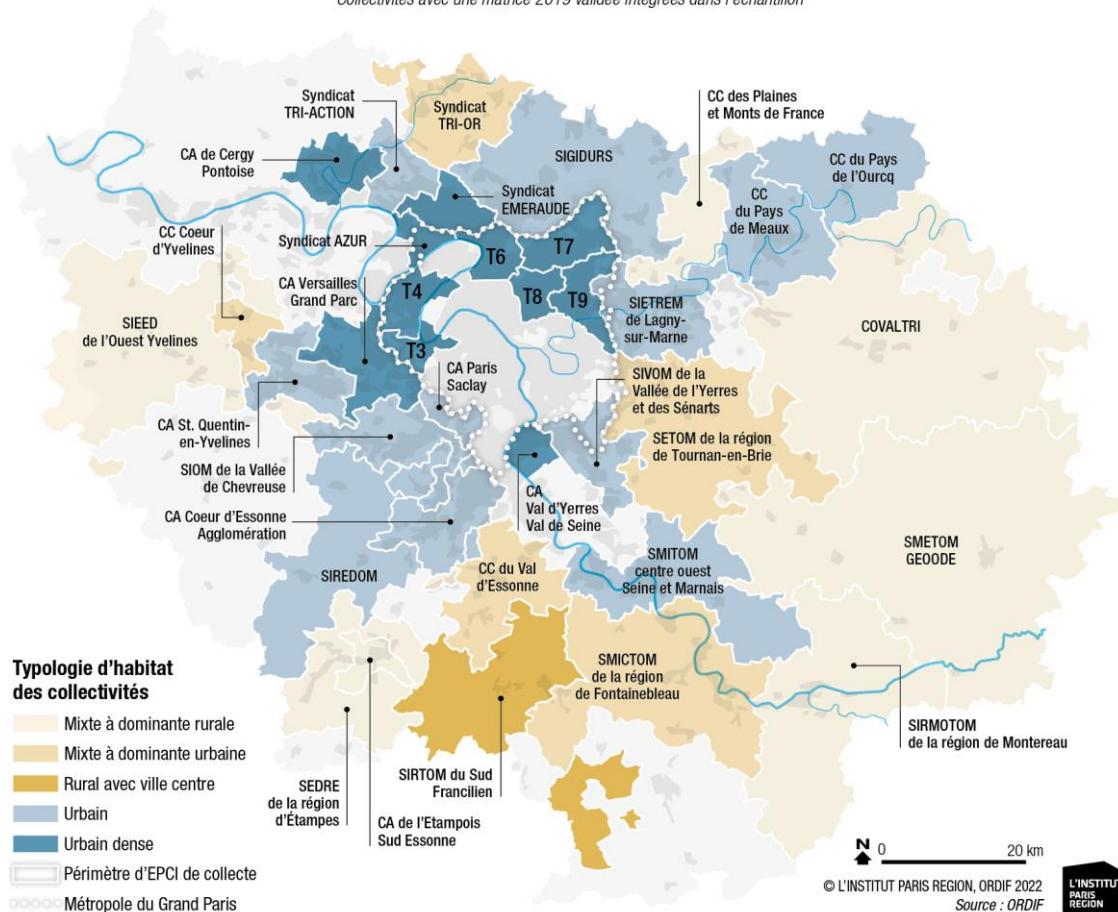 Collectivités avec une matrice 2019 validée intégrées dans l'échantillon
Syndicat
TRI-ACTION
Syndicat
TRI-OR
CC des Plaines
et Monts de France
CA de Cergy
Pontoise
SIGIDURS
CC du Pays
de l'Ourcq
Syndicat
EMERAUDE
CC
du Pays
de Meaux
CC Coeur
d'Yvelines
Syndicat AZUR
T6
T7
CA Versailles
Grand Parc
T4
T8
T9
SIEED
de l'Ouest Yvelines
SIETREM
de Lagny-
sur-Marne
COVALTRI
T3
CA Paris
Saclay
SIVOM de la
Vallée de l'Yerres
et des Sénarts
CA St. Quentin-
en-Yvelines
SETOM de la région
de Tournan-en-Brie
SIOM de la Vallée
de Chevreuse
CA
Val d'Yerres
Val de Seine
CA Coeur d'Essonne
Agglomération
SMETOM
GEODE
SIREDOM
CC du Val
d'Essonne
SMITOM
centre ouest
Seine et Marnais
SMICTOM
de la région
de Fontainebleau
SIRMOTOM
de la région de Montereau
SEDRE
de la région
d'Étampes
SIRTOM du Sud
Francilien
CA de l'Etampois
Sud Essonne
Typologie d'habitat
des collectivités
Mixte à dominante rurale
Mixte à dominante urbaine
Rural avec ville centre
Urbain
Urbain dense
Périmètre d'EPCI de collecte
Métropole du Grand Paris
N 0 20 km
© L'INSTITUT PARIS REGION, ORDIF 2022
Source : ORDIF
L'INSTITUT
PARIS
REGION